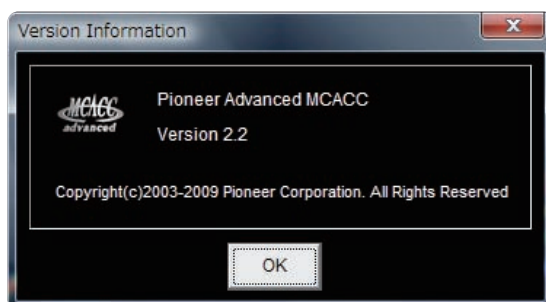 Version Information
MCACC
advanced
Pioneer Advanced MCACC
Version 2.2
Copyright(c)2003-2009 Pioneer Corporation. All Rights Reserved
OK